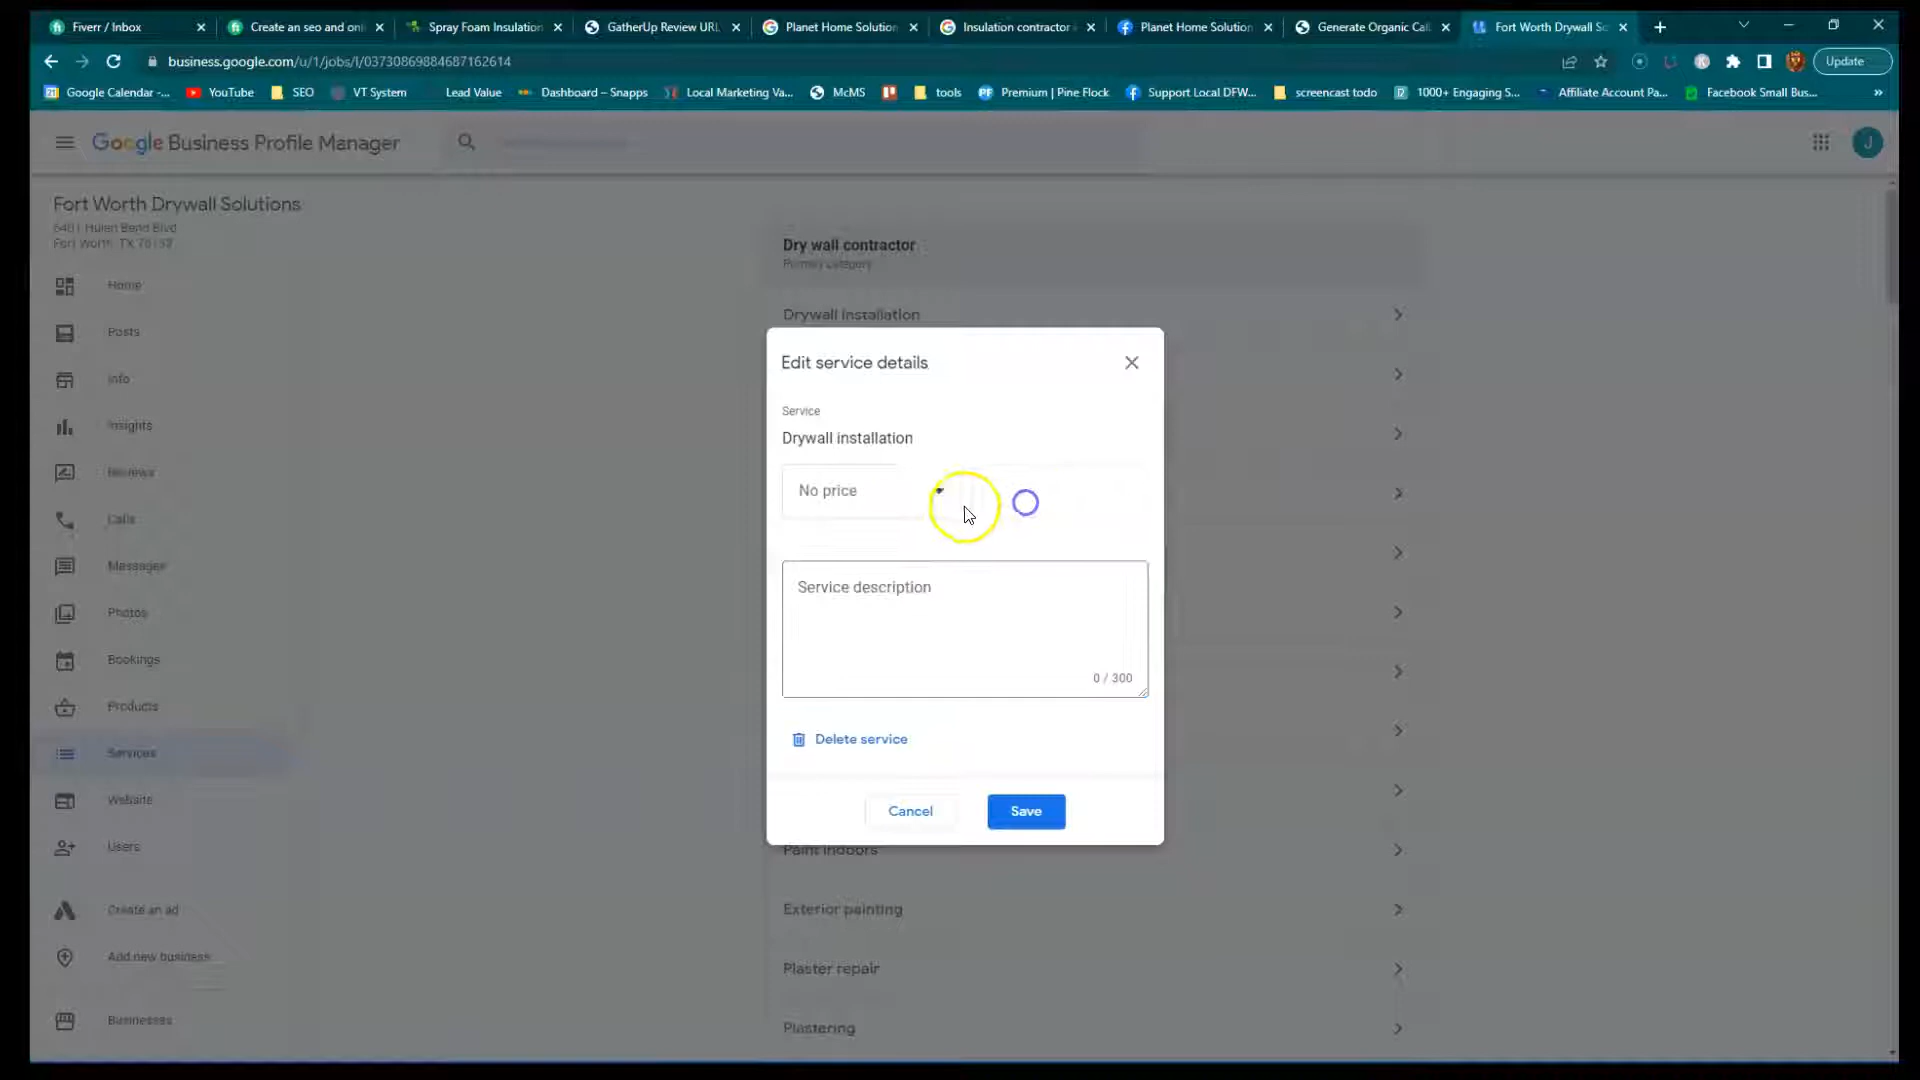 Fiverr / Inbox
Create an seo and onl
Spray Foam Insulation
GatherUp Review URL
Planet Home Solution
Insulation contractor
Planet Home Solution
Generate Organic Call
Fort Worth Drywall So
business.google.com/u/1/jobs/l/03730869884687162614
Update
Google Calendar -...
YouTube
SEO
VT System
Lead Value
Dashboard – Snapps
Local Marketing Va...
McMS
tools
Premium | Pine Flock
Support Local DFW...
screencast todo
1000+ Engaging S...
Affiliate Account Pa...
Facebook Small Bus...
»
Google Business Profile Manager
J
Fort Worth Drywall Solutions
Hulen Bend Blvd
Fort Worth, TX
Home
Posts
Info
Insights
Reviews
Calls
Messages
Photos
Bookings
Products
Services
Website
Users
Create an ad
Add new business
Businesses
Dry wall contractor
Primary category
Drywall installation
Edit service details
Service
Drywall installation
No price
Service description
0 / 300
Delete service
Cancel
Save
Paint indoors
Exterior painting
Plaster repair
Plastering